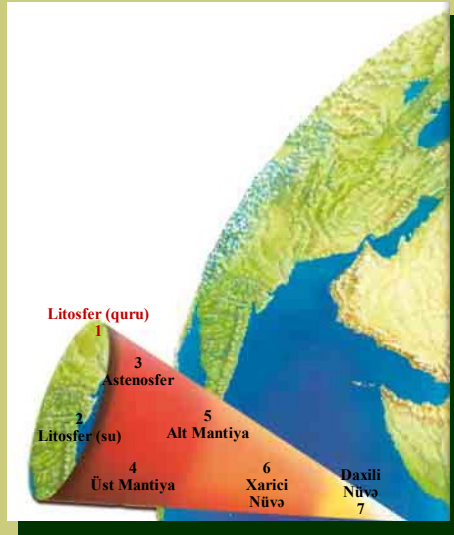 Litosfer (quru)
1
3
Astenosfer
2
Litosfer (su)
5
Alt Mantiya
4
Üst Mantiya
6
Xarici
Nüvə
Daxili
Nüvə
7